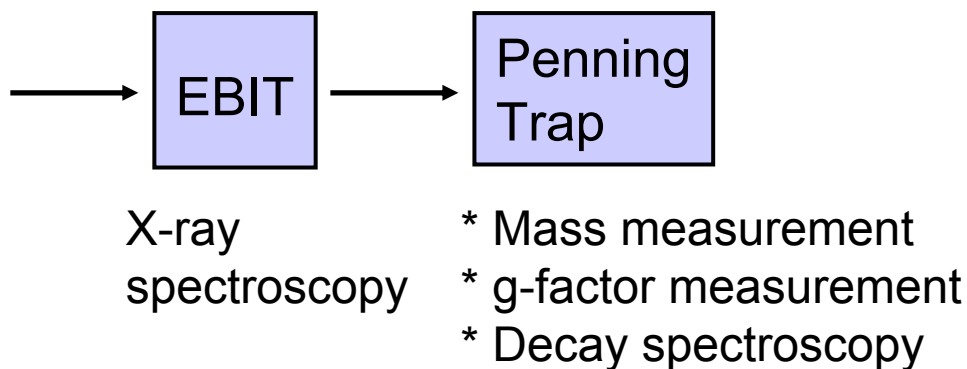 EBIT
Penning
Trap
X-ray
spectroscopy
* Mass measurement
* g-factor measurement
* Decay spectroscopy